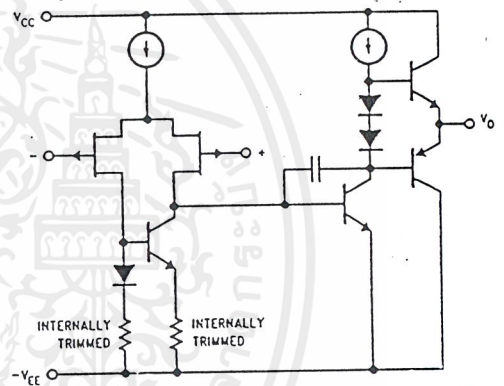 VCC
VO
-
+
INTERNALLY
TRIMMED
INTERNALLY
TRIMMED
-VEE